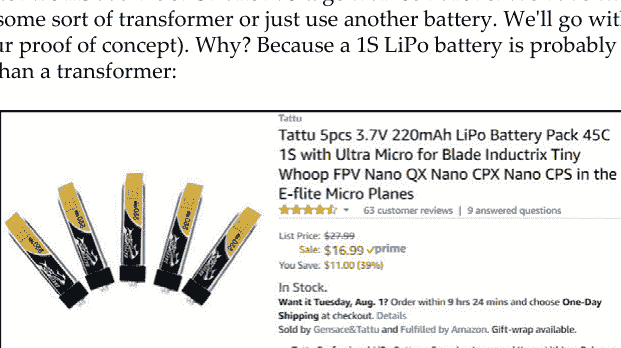 some sort of transformer or just use another battery. We'll go wit
ur proof of concept). Why? Because a 1S LiPo battery is probably
han a transformer:
Tattu
Tattu 5pcs 3.7V 220mAh LiPo Battery Pack 45C
1S with Ultra Micro for Blade Inductrix Tiny
Whoop FPV Nano QX Nano CPX Nano CPS in the
E-flite Micro Planes
63 customer reviews | 9 answered questions
List Price: $27.99
Sale: $16.99 prime
You Save: $11.00 (39%)
In Stock.
Want it Tuesday, Aug. 1? Order within 9 hrs 24 mins and choose One-Day
Shipping at checkout. Details
Sold by Gensace&Tattu and Fulfilled by Amazon. Gift-wrap available.